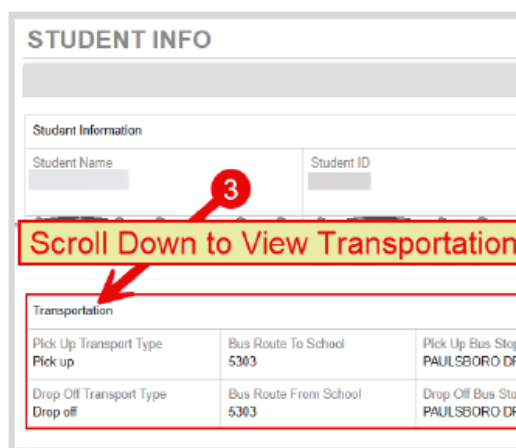 STUDENT INFO
Student Information
Student Name Student ID
3
Scroll Down to View Transportation
Transportation
Pick Up Transport Type Bus Route To School Pick Up Bus Stop
Pick up 5303 PAULSBORO DR
Drop Off Transport Type Bus Route From School Drop Off Bus Sto
Drop off 5303 PAULSBORO DR